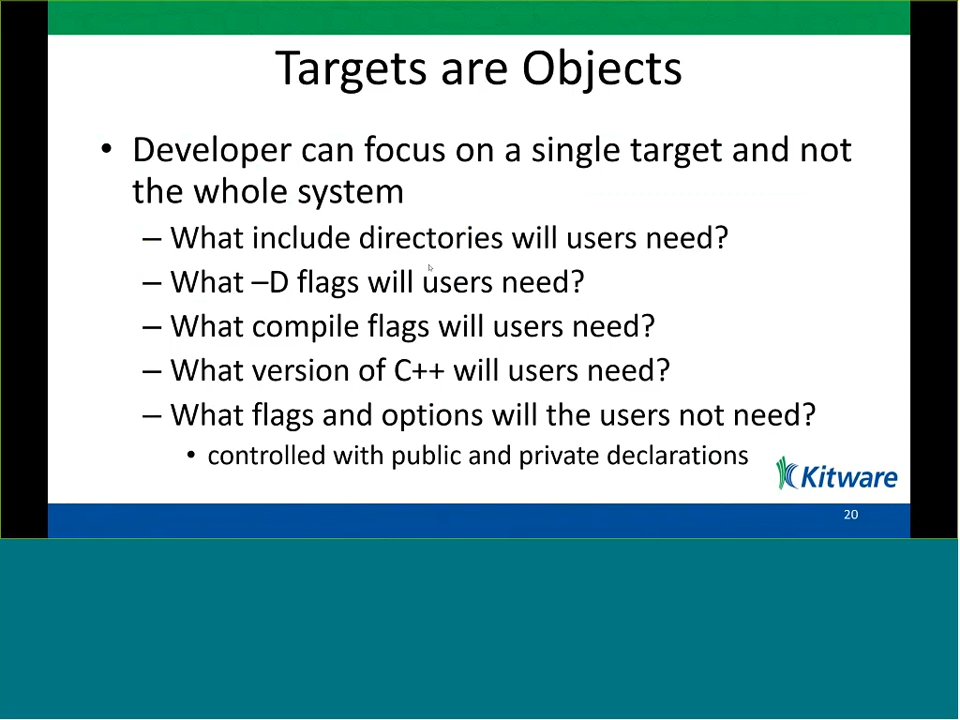 Targets are Objects
• Developer can focus on a single target and not
the whole system
– What include directories will users need?
– What –D flags will users need?
– What compile flags will users need?
– What version of C++ will users need?
– What flags and options will the users not need?
• controlled with public and private declarations
Kitware
20